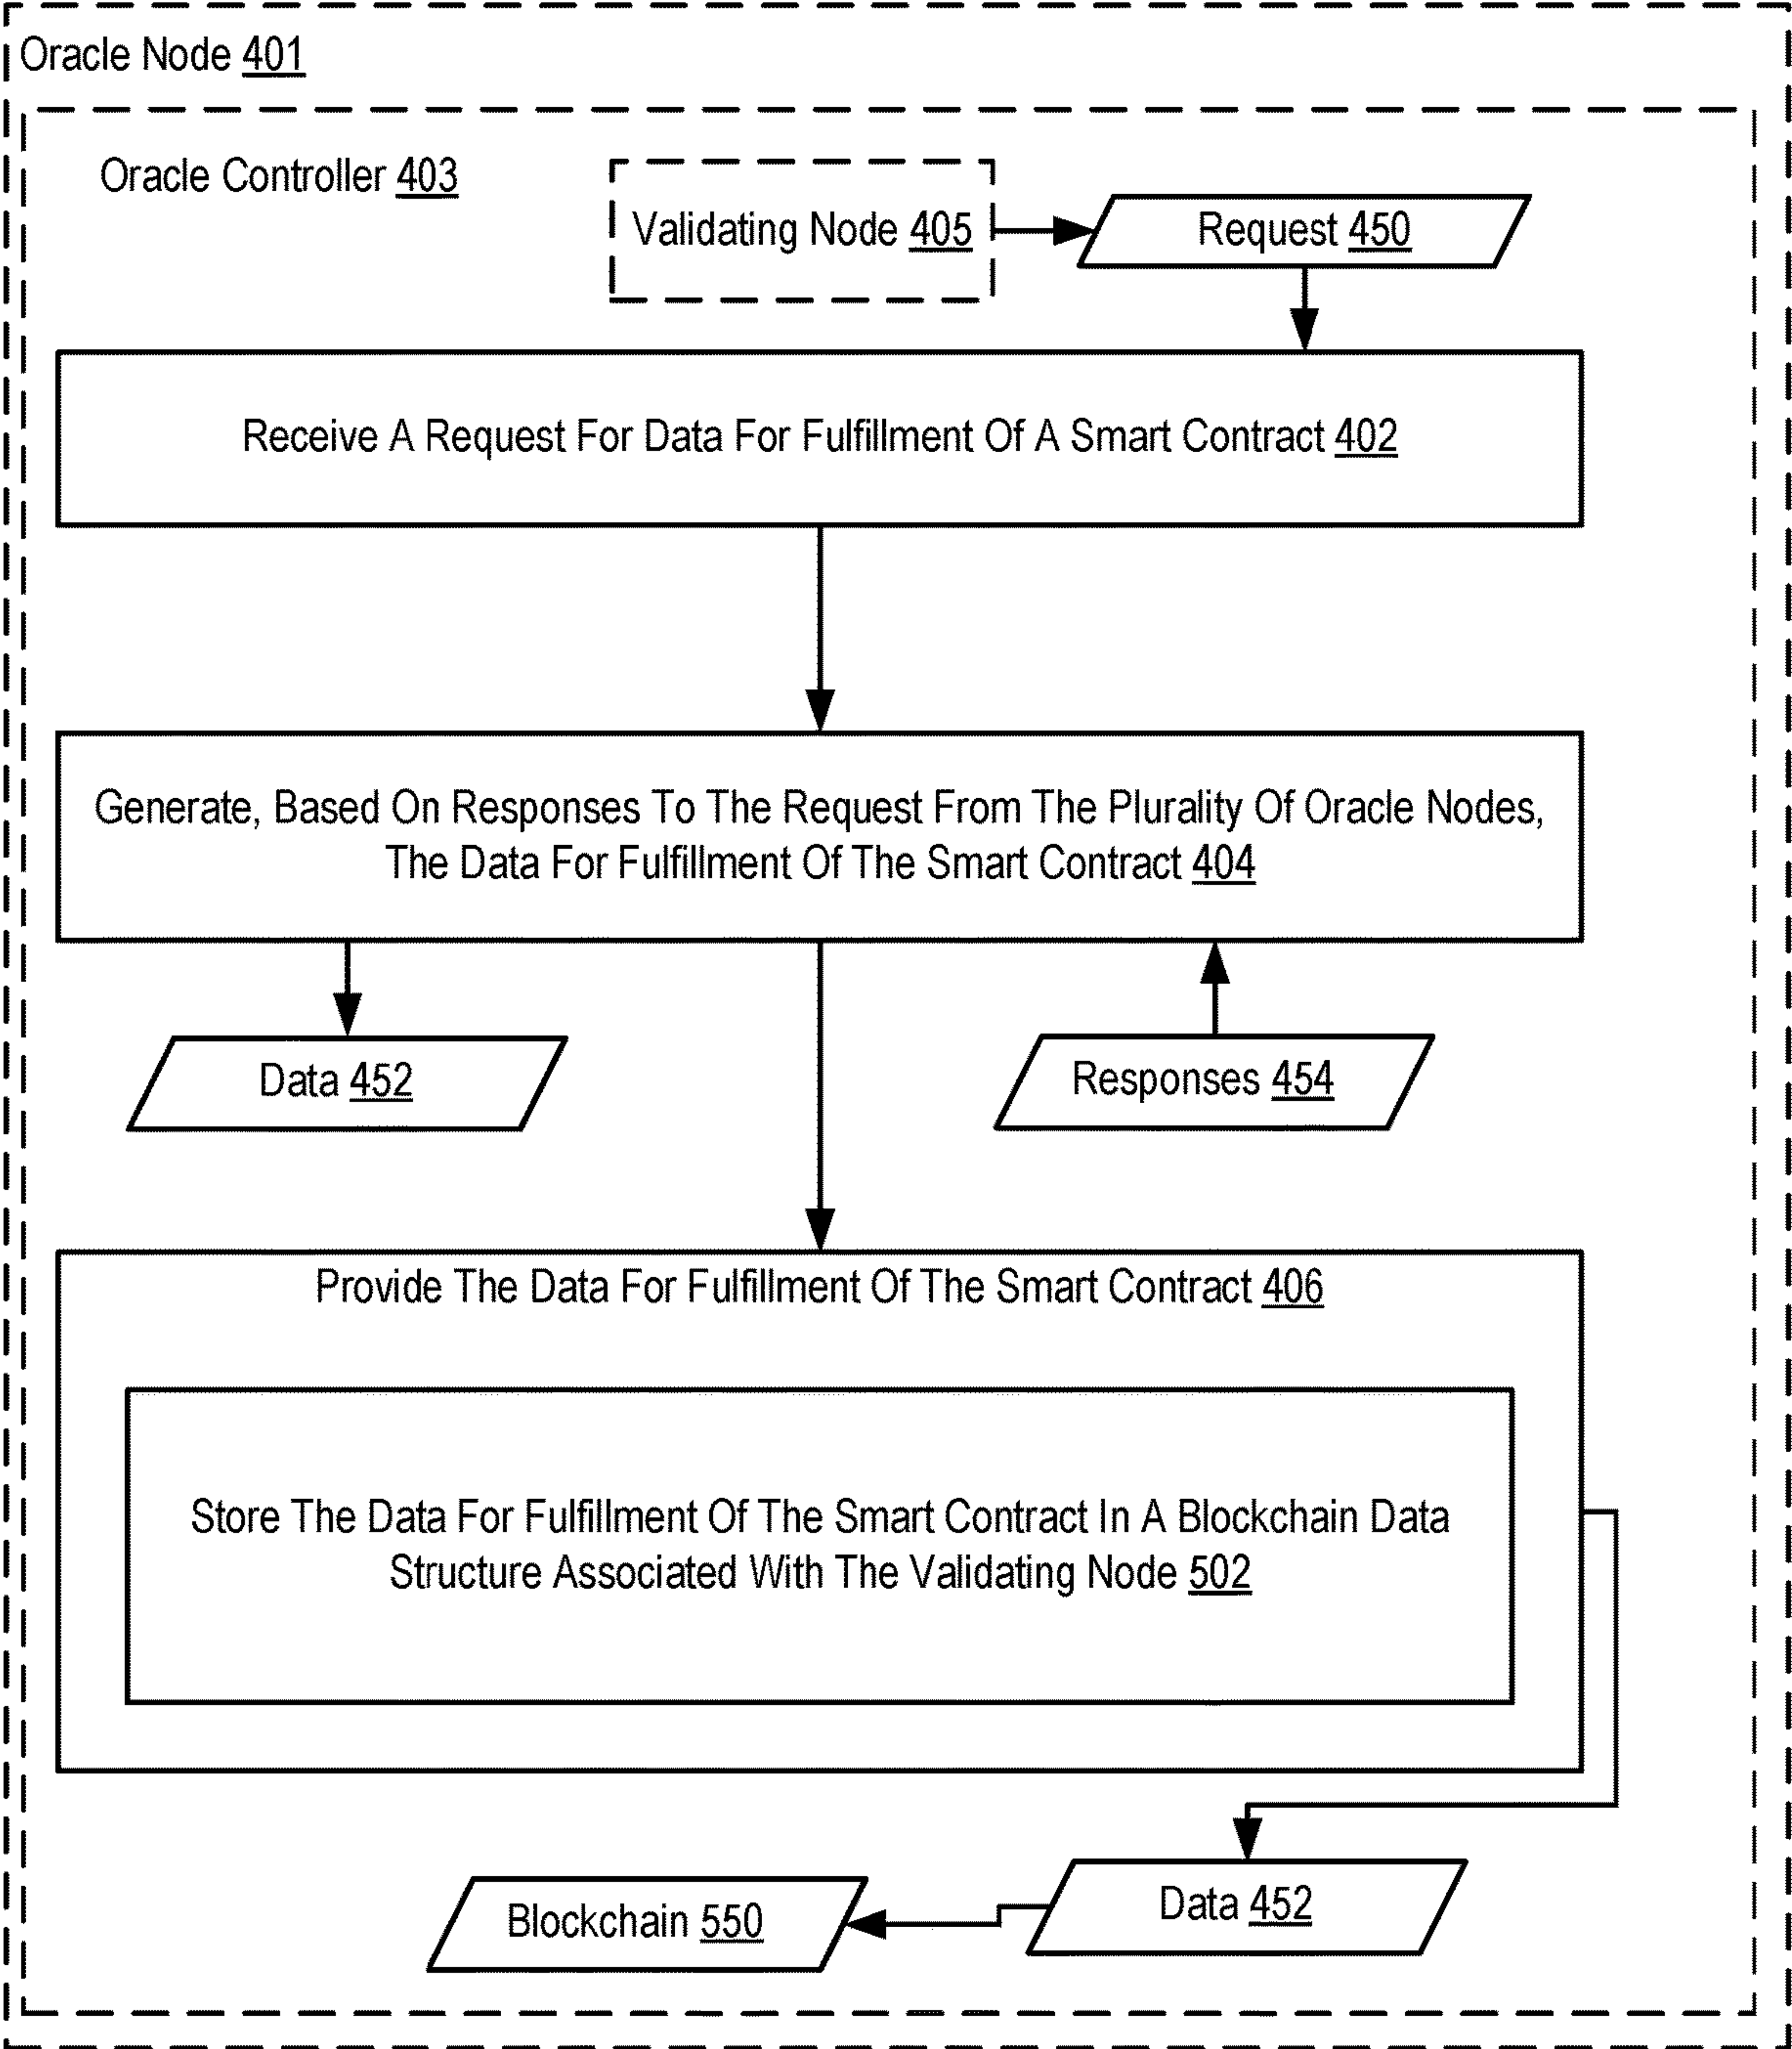 Oracle Node 401
Oracle Controller 403
Validating Node 405
Request 450
Receive A Request For Data For Fulfillment Of A Smart Contract 402
Generate, Based On Responses To The Request From The Plurality Of Oracle Nodes,
The Data For Fulfillment Of The Smart Contract 404
Data 452
Responses 454
Provide The Data For Fulfillment Of The Smart Contract 406
Store The Data For Fulfillment Of The Smart Contract In A Blockchain Data
Structure Associated With The Validating Node 502
Data 452
Blockchain 550